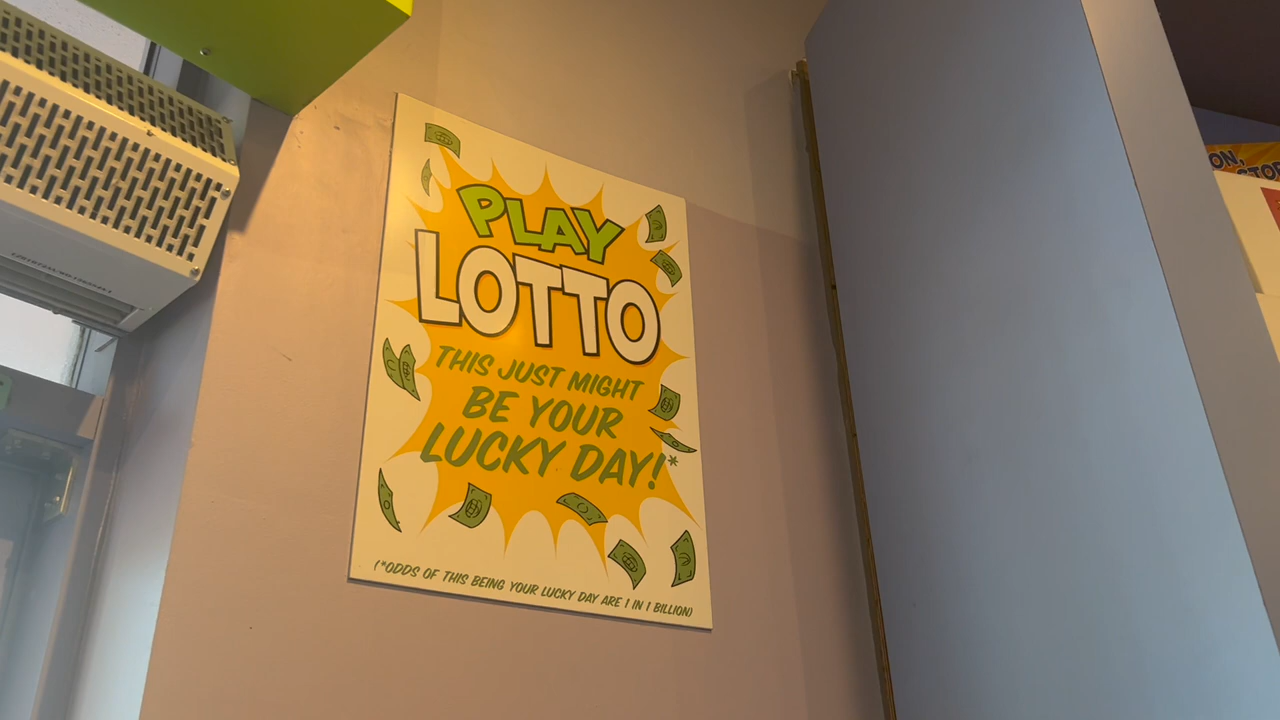 PLAY
LOTTO
THIS JUST MIGHT
BE YOUR
LUCKY DAY!*
(*ODDS OF THIS BEING YOUR LUCKY DAY ARE 1 IN 1 BILLION)
ON,